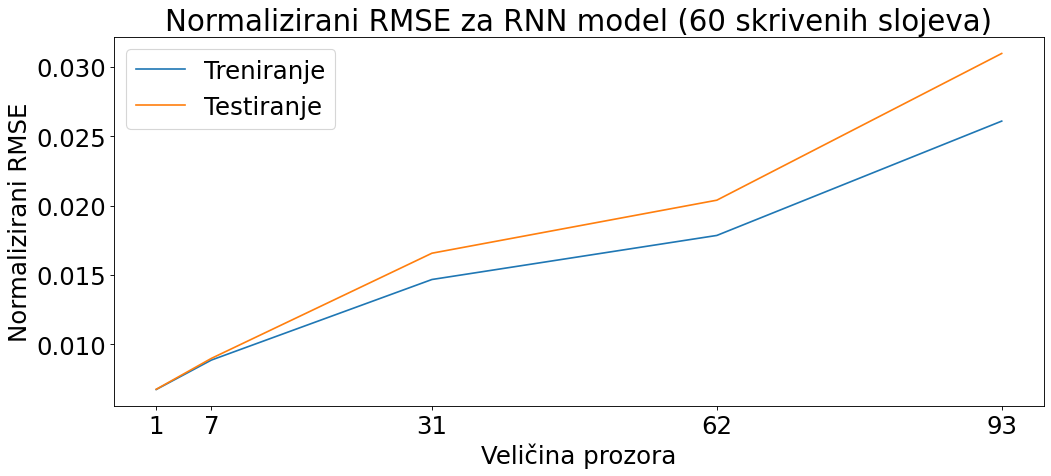 Normalizirani RMSE za RNN model (60 skrivenih slojeva)
Treniranje
Testiranje
Normalizirani RMSE
0.030
0.025
0.020
0.015
0.010
1 7 31 62 93
Veličina prozora